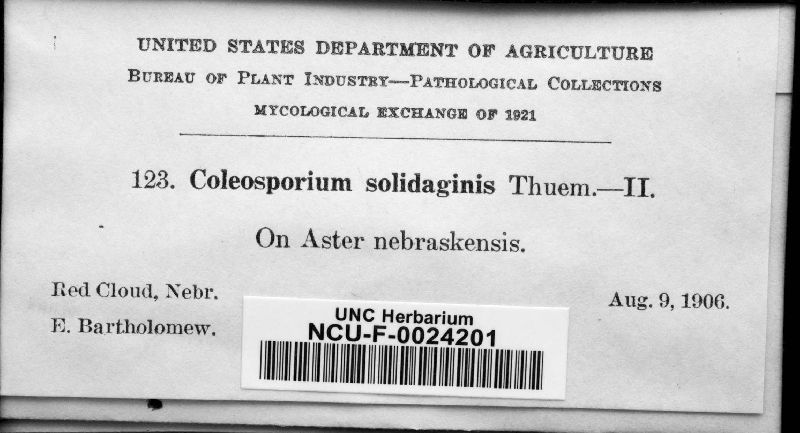 UNITED STATES DEPARTMENT OF AGRICULTURE
BUREAU OF PLANT INDUSTRY—PATHOLOGICAL COLLECTIONS
MYCOLOGICAL EXCHANGE OF 1921
123. Coleosporium solidaginis Thuem.—II.
On Aster nebraskensis.
Red Cloud, Nebr.
Aug. 9, 1906.
E. Bartholomew.
UNC Herbarium
NCU-F-0024201